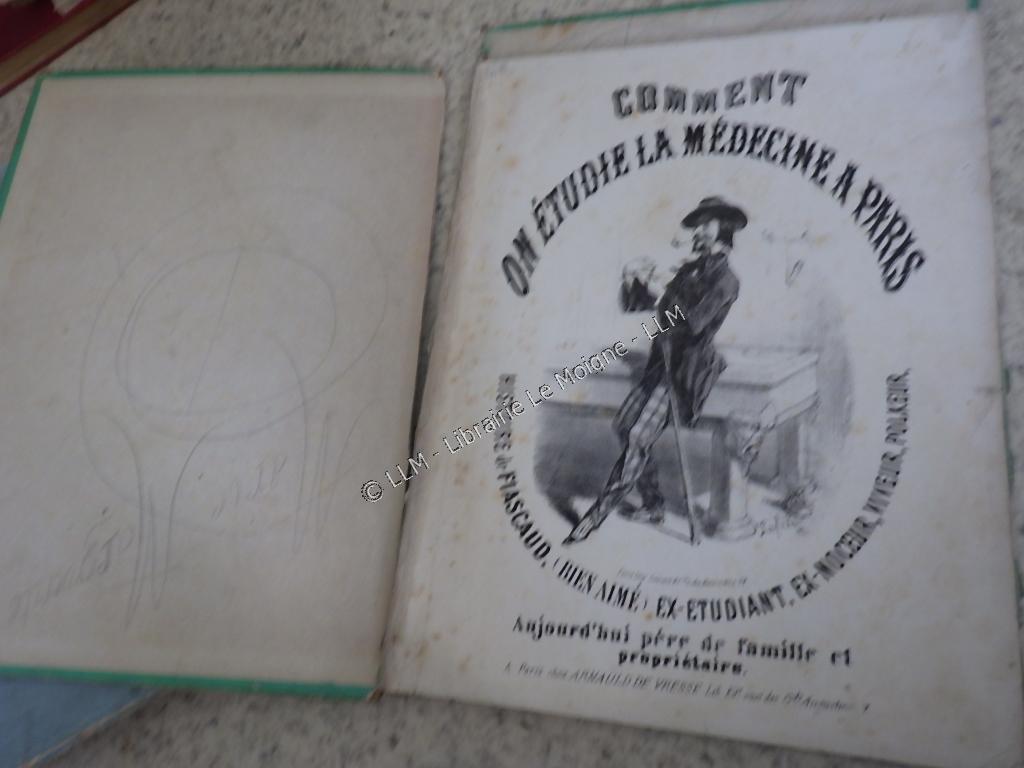 COMMENT
ON ÉTUDIE LA MÉDECINE A PARIS
FIASCAUD, (BIEN AIMÉ) EX-ETUDIANT, EX-NOCEUR, VIVEUR, POLKEUR,
Aujourd'hui père de famille et
propriétaire.
A Paris chez ARNAULD DE VRESSE
© LLM - Librairie Le Moigne - LLM